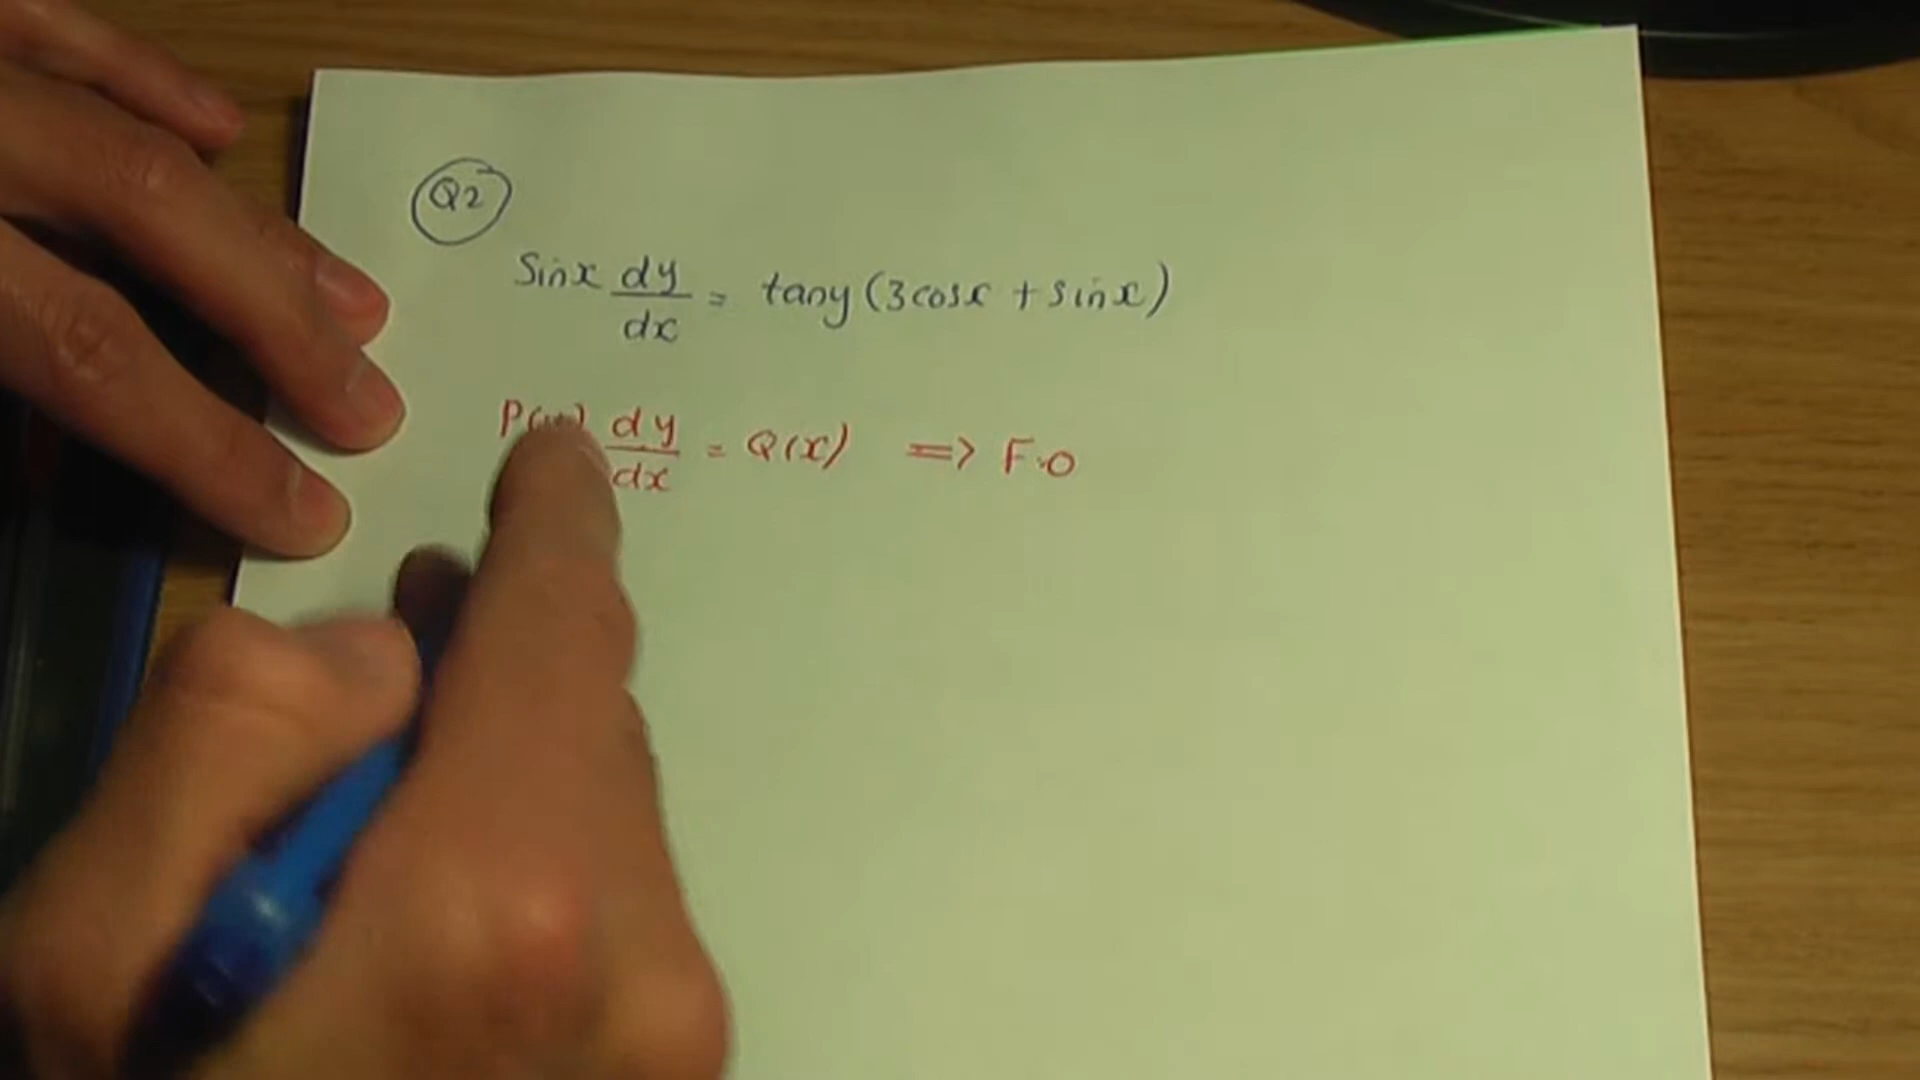 Q2
Sinx dy/dx = tany (3cosx + sinx)
P( ) dy/dx = Q(x) => F.O